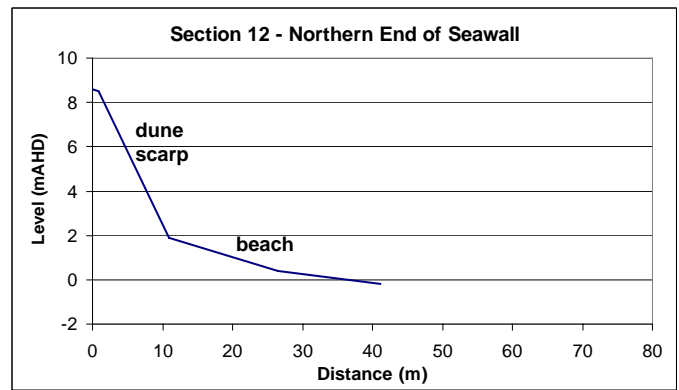 Section 12 - Northern End of Seawall
10
8
6
4
2
0
-2
Level (mAHD)
dune
scarp
beach
0 10 20 30 40 50 60 70 80
Distance (m)